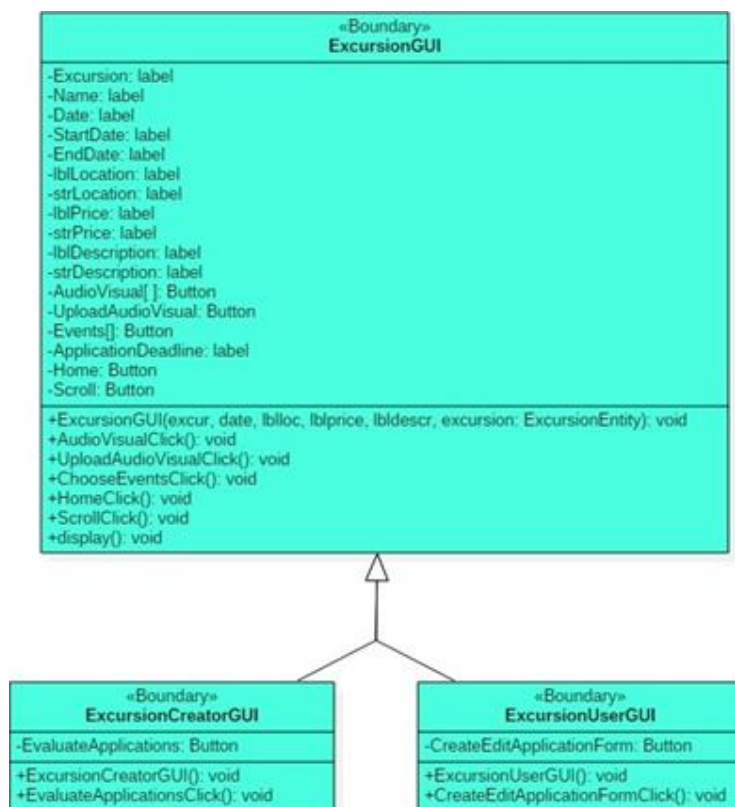 «Boundary»
ExcursionGUI
-Excursion: label
-Name: label
-Date: label
-StartDate: label
-EndDate: label
-lblLocation: label
-strLocation: label
-lblPrice: label
-strPrice: label
-lblDescription: label
-strDescription: label
-AudioVisual[ ]: Button
-UploadAudioVisual: Button
-Events[]: Button
-ApplicationDeadline: label
-Home: Button
-Scroll: Button
+ExcursionGUI(excur, date, lblloc, lblprice, lbldescr, excursion: ExcursionEntity): void
+AudioVisualClick(): void
+UploadAudioVisualClick(): void
+ChooseEventsClick(): void
+HomeClick(): void
+ScrollClick(): void
+display(): void
«Boundary»
ExcursionCreatorGUI
-EvaluateApplications: Button
+ExcursionCreatorGUI(): void
+EvaluateApplicationsClick(): void
«Boundary»
ExcursionUserGUI
-CreateEditApplicationForm: Button
+ExcursionUserGUI(): void
+CreateEditApplicationFormClick(): void